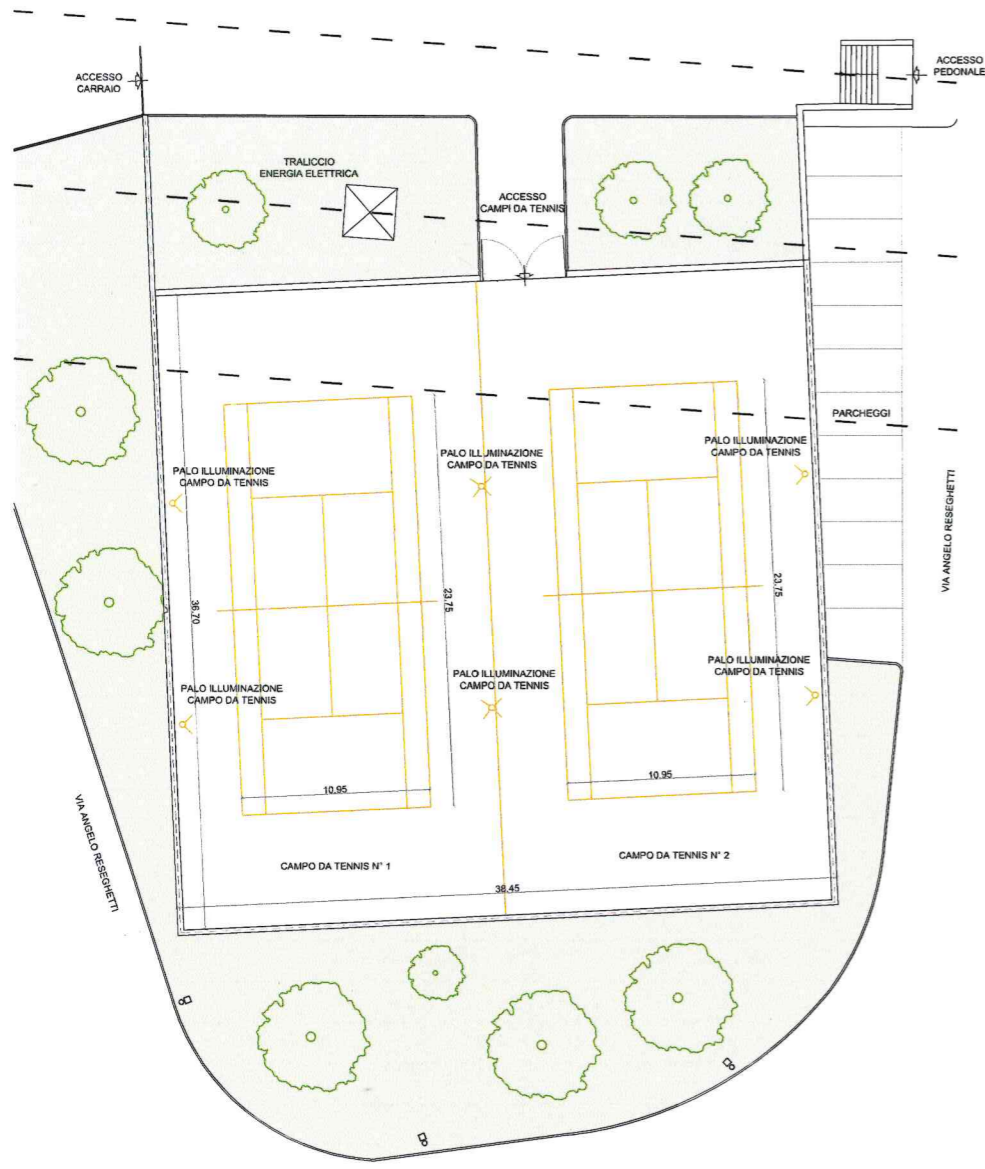 ACCESSO
CARRAIO
ACCESSO
PEDONALE
TRALICCIO
ENERGIA ELETTRICA
ACCESSO
CAMPI DA TENNIS
PARCHEGGI
PALO ILLUMINAZIONE
CAMPO DA TENNIS
PALO ILLUMINAZIONE
CAMPO DA TENNIS
PALO ILLUMINAZIONE
CAMPO DA TENNIS
VIA ANGELO RESEGHETTI
36.70
23.75
23.75
PALO ILLUMINAZIONE
CAMPO DA TENNIS
PALO ILLUMINAZIONE
CAMPO DA TENNIS
PALO ILLUMINAZIONE
CAMPO DA TENNIS
10.95
10.95
VIA ANGELO RESEGHETTI
CAMPO DA TENNIS N° 1
CAMPO DA TENNIS N° 2
38.45